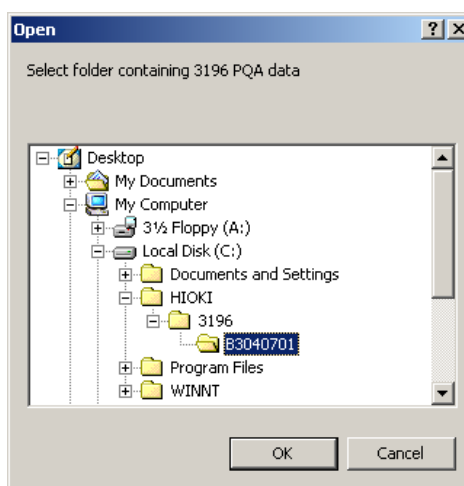 Open
Select folder containing 3196 PQA data
Desktop
My Documents
My Computer
3½ Floppy (A:)
Local Disk (C:)
Documents and Settings
HIOKI
3196
B3040701
Program Files
WINNT
OK Cancel